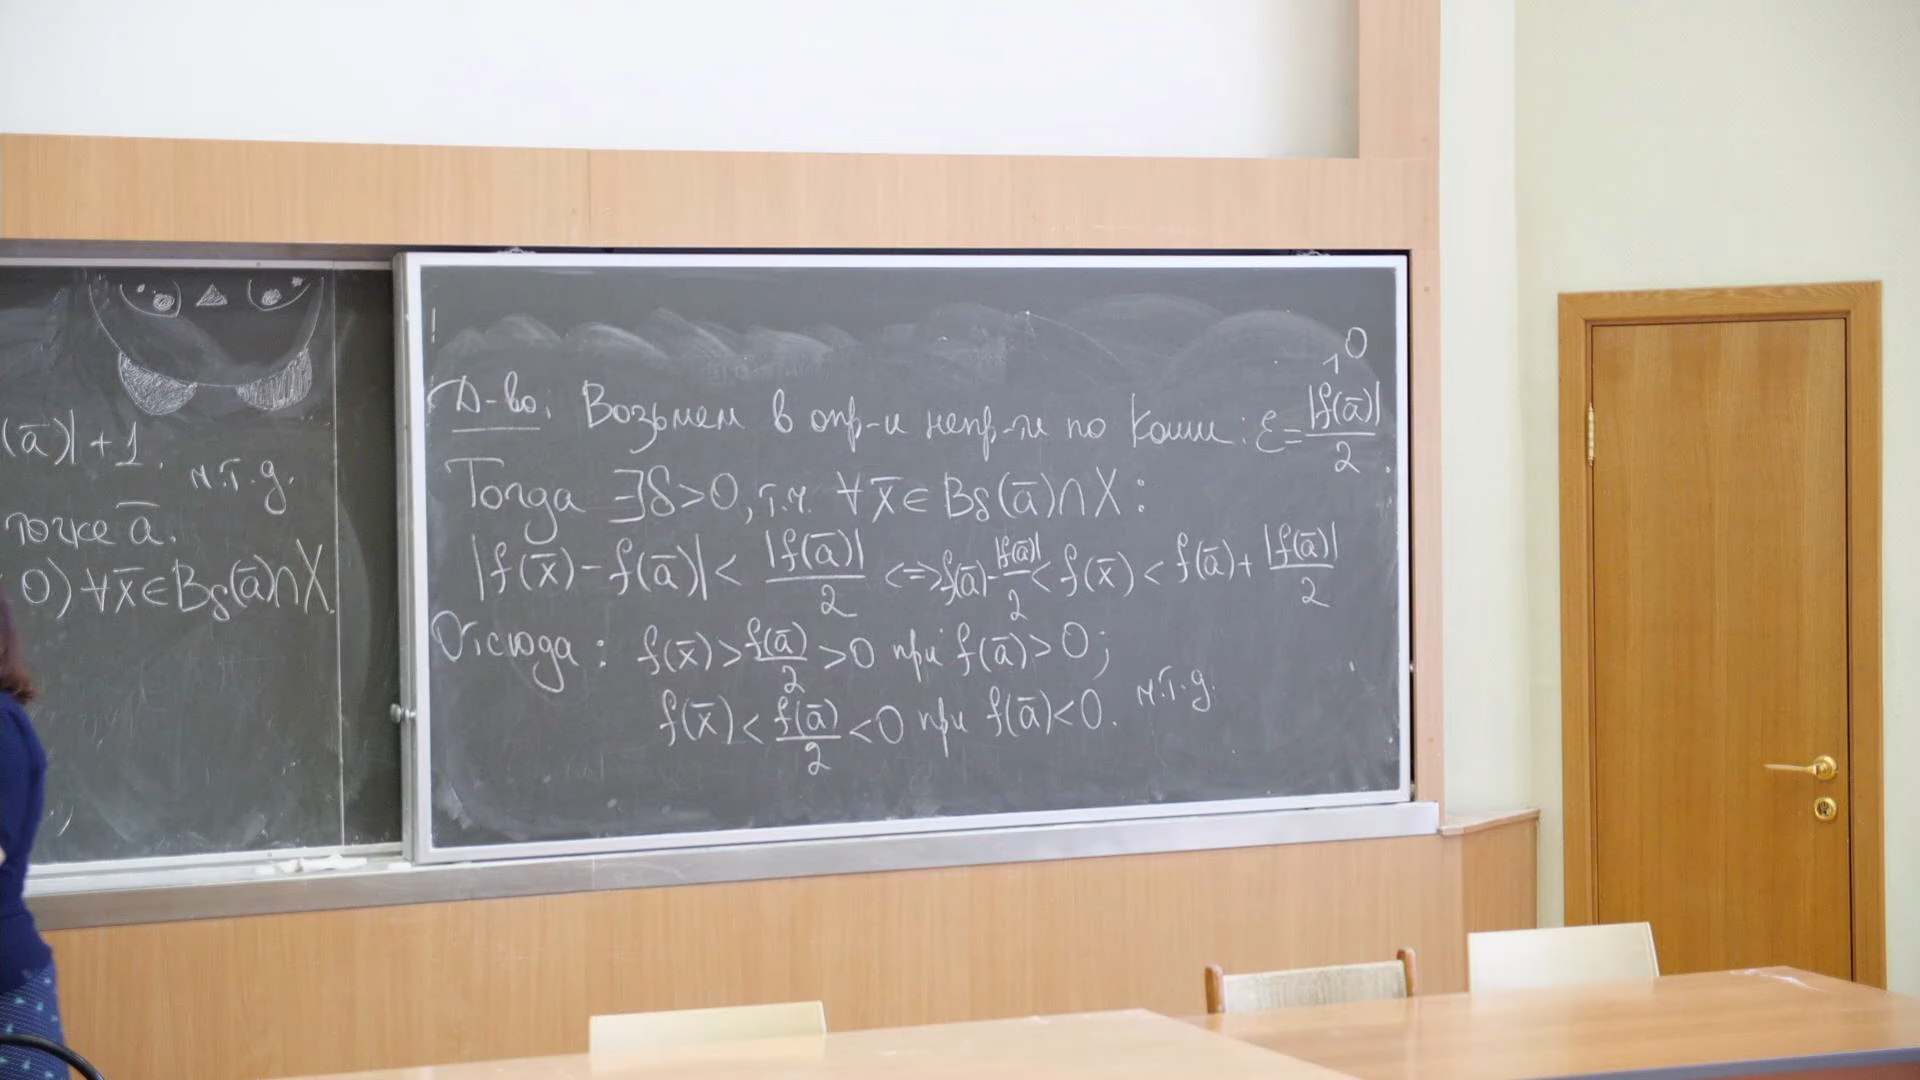 (ā)| + 1.
ч.т.д.
точке ā.
0) ∀x̄ ∈ Bδ(ā)∩X.
Д-во. Возьмем в опр-и непр-ти по Коши: ε = |f(ā)|/2 > 0.
Тогда ∃δ>0, т.ч. ∀x̄ ∈ Bδ(ā)∩X:
|f(x̄) - f(ā)| < |f(ā)|/2 <=> f(ā) - |f(ā)|/2 < f(x̄) < f(ā) + |f(ā)|/2
Отсюда: f(x̄) > f(ā)/2 > 0 при f(ā) > 0;
f(x̄) < f(ā)/2 < 0 при f(ā) < 0. ч.т.д.